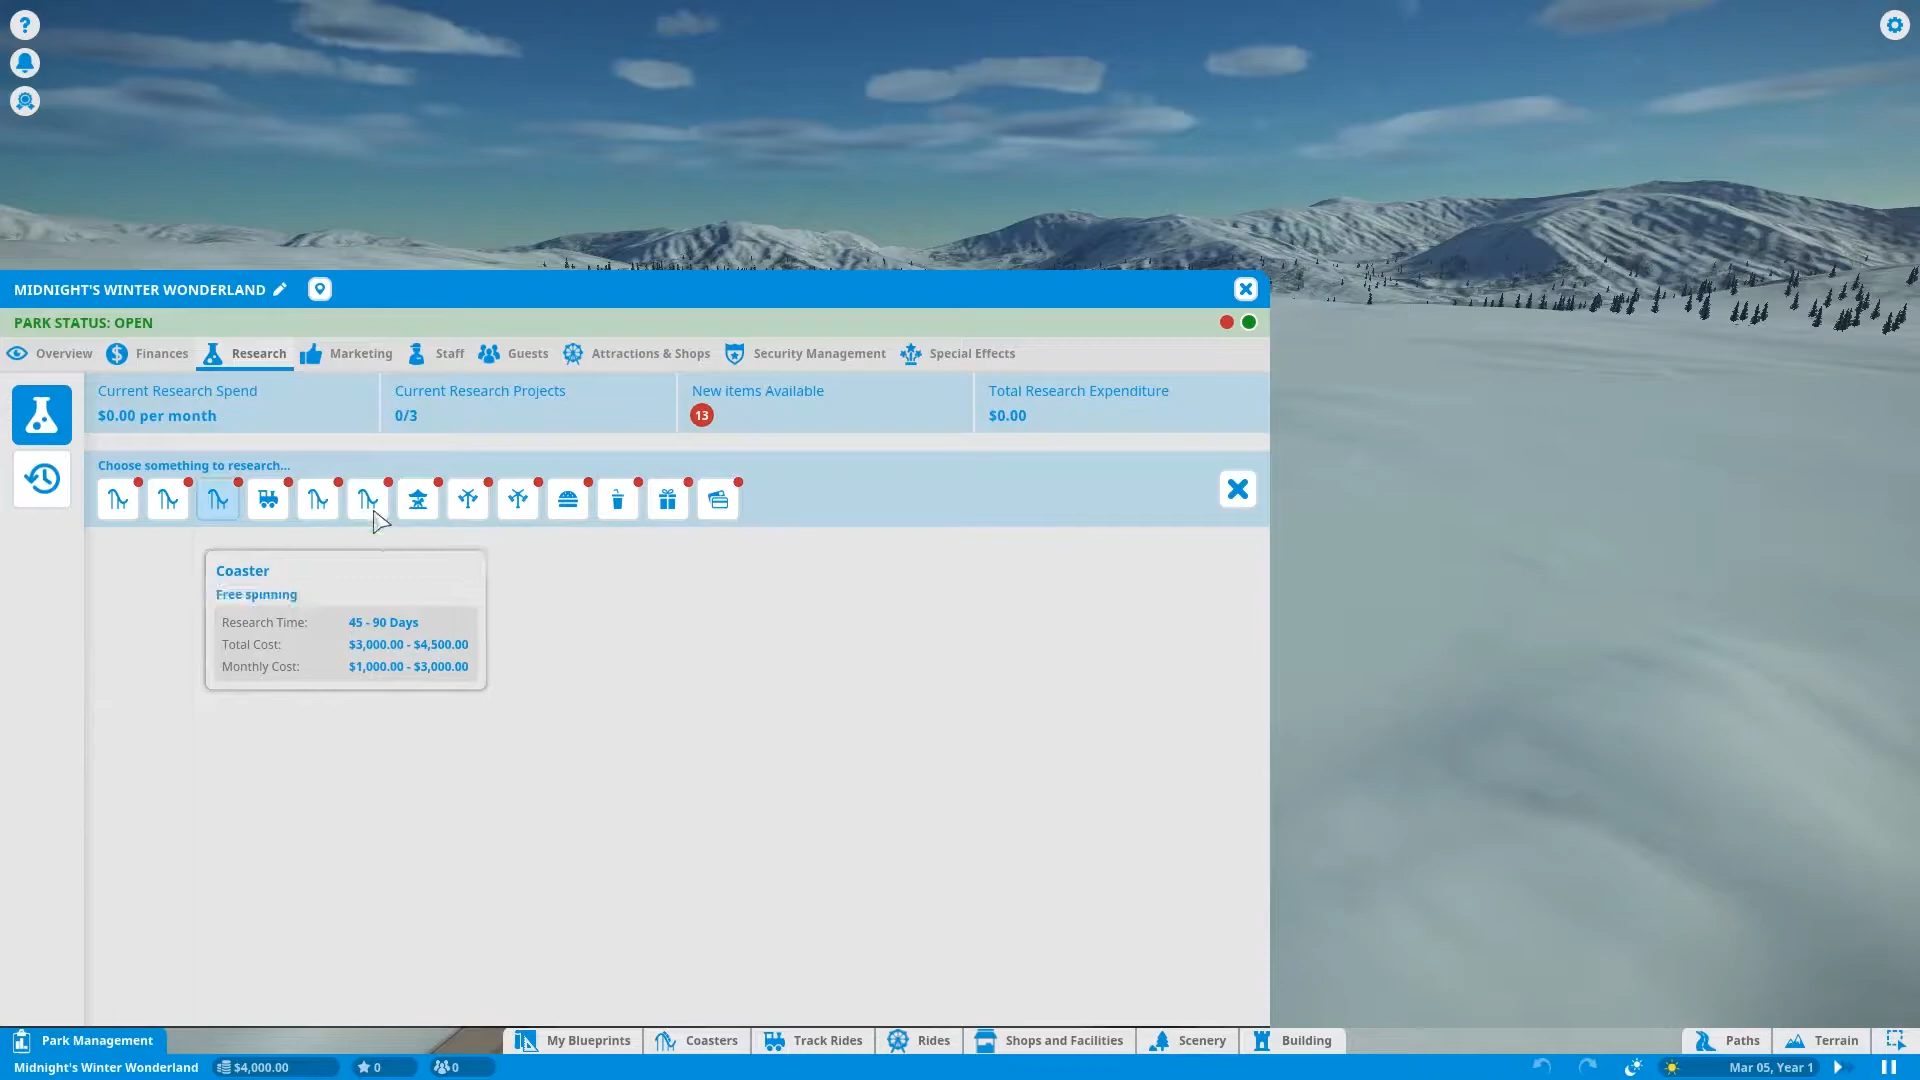 ?
MIDNIGHT'S WINTER WONDERLAND
PARK STATUS: OPEN
Overview Finances Research Marketing Staff Guests Attractions & Shops Security Management Special Effects
Current Research Spend Current Research Projects New items Available Total Research Expenditure
$0.00 per month 0/3 13 $0.00
Choose something to research...
Coaster
Free spinning
Research Time: 45 - 90 Days
Total Cost: $3,000.00 - $4,500.00
Monthly Cost: $1,000.00 - $3,000.00
Park Management My Blueprints Coasters Track Rides Rides Shops and Facilities Scenery Building Paths Terrain
Midnight's Winter Wonderland $4,000.00 0 0 Mar 05, Year 1